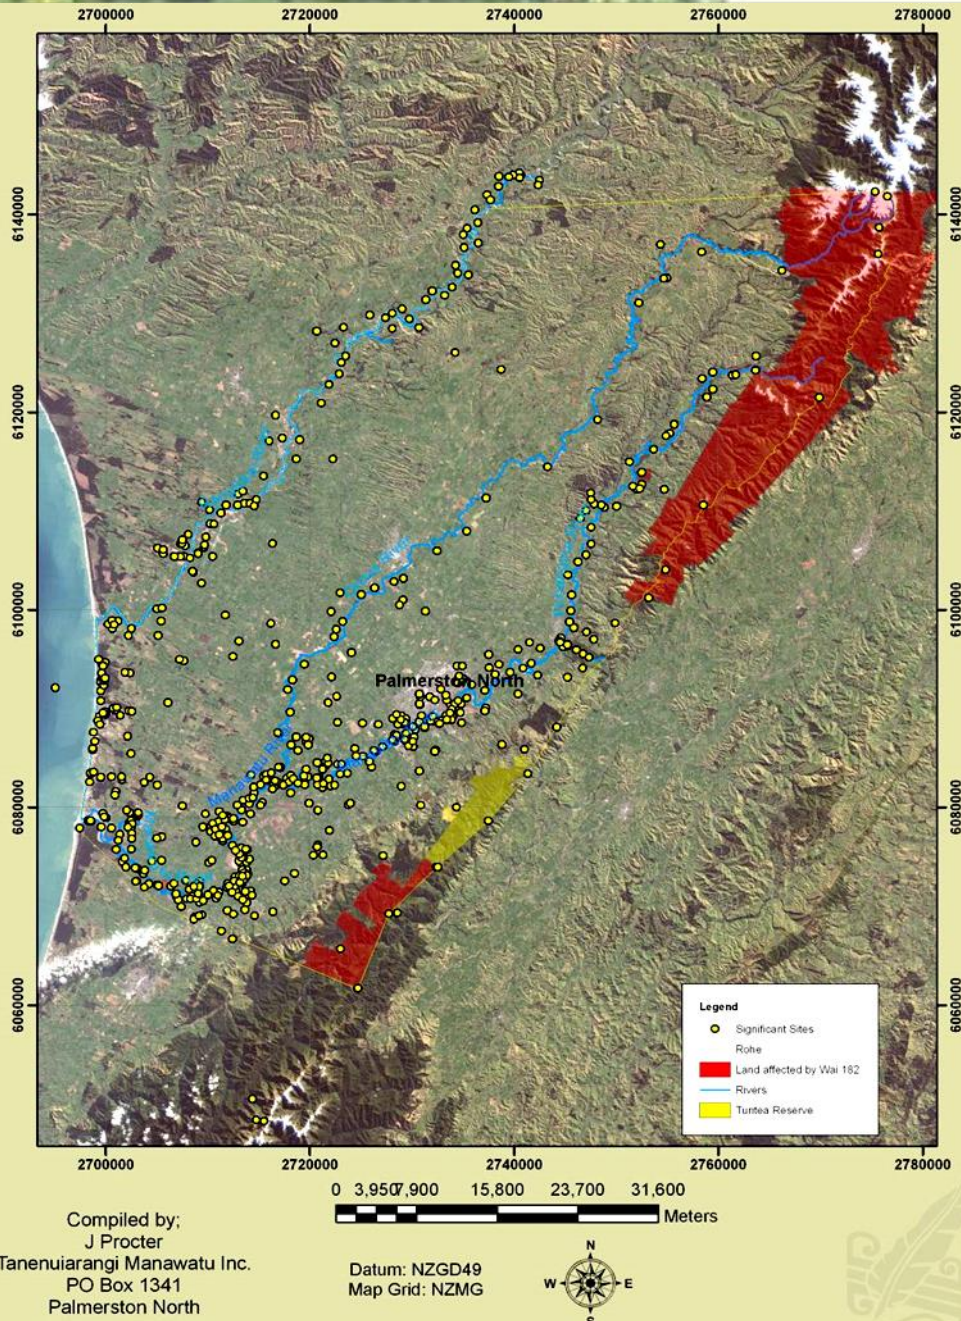 2700000 2720000 2740000 2760000 2780000
6140000 6140000
6120000 6120000
6100000 6100000
Palmerston North
6080000 6080000
6060000 6060000
Legend
Significant Sites
Rohe
Land affected by Wai 182
Rivers
Turitea Reserve
2700000 2720000 2740000 2760000 2780000
0 3,950 7,900 15,800 23,700 31,600
Meters
Compiled by;
J Procter
Tanenuiarangi Manawatu Inc.
PO Box 1341
Palmerston North
Datum: NZGD49
Map Grid: NZMG
N
W E
S